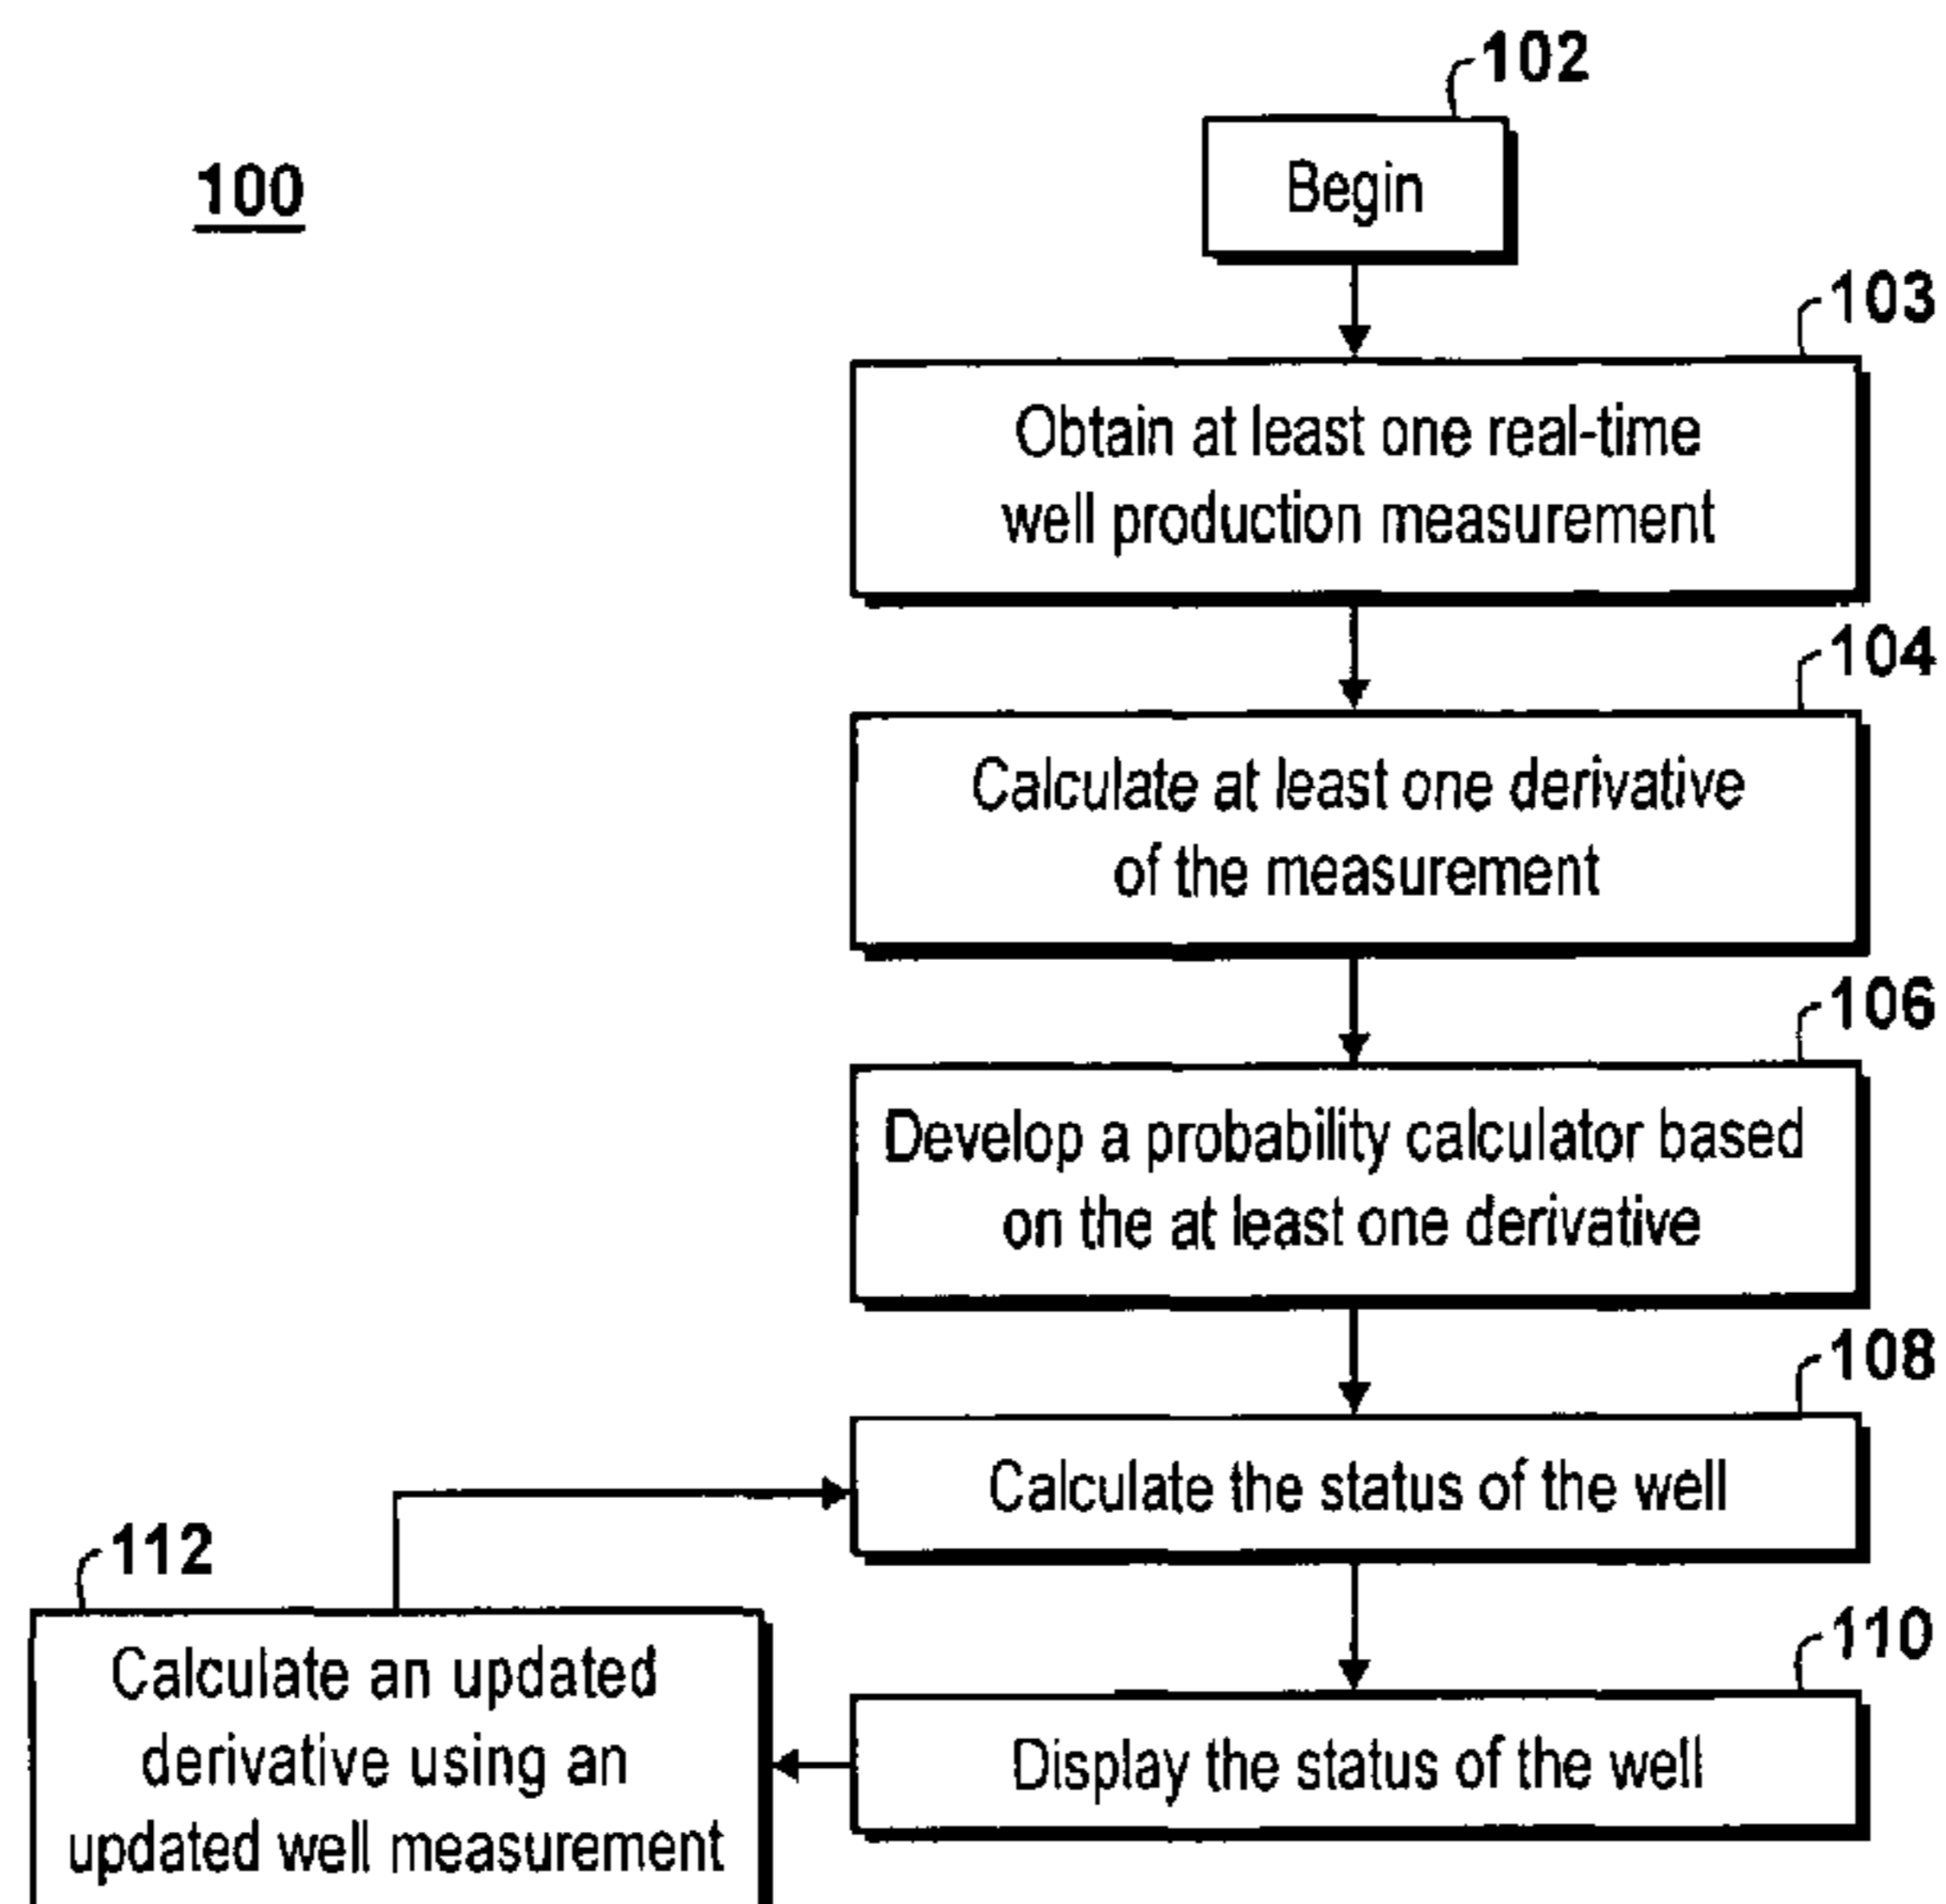 100
102
Begin
103
Obtain at least one real-time
well production measurement
104
Calculate at least one derivative
of the measurement
106
Develop a probability calculator based
on the at least one derivative
108
Calculate the status of the well
110
Display the status of the well
112
Calculate an updated
derivative using an
updated well measurement